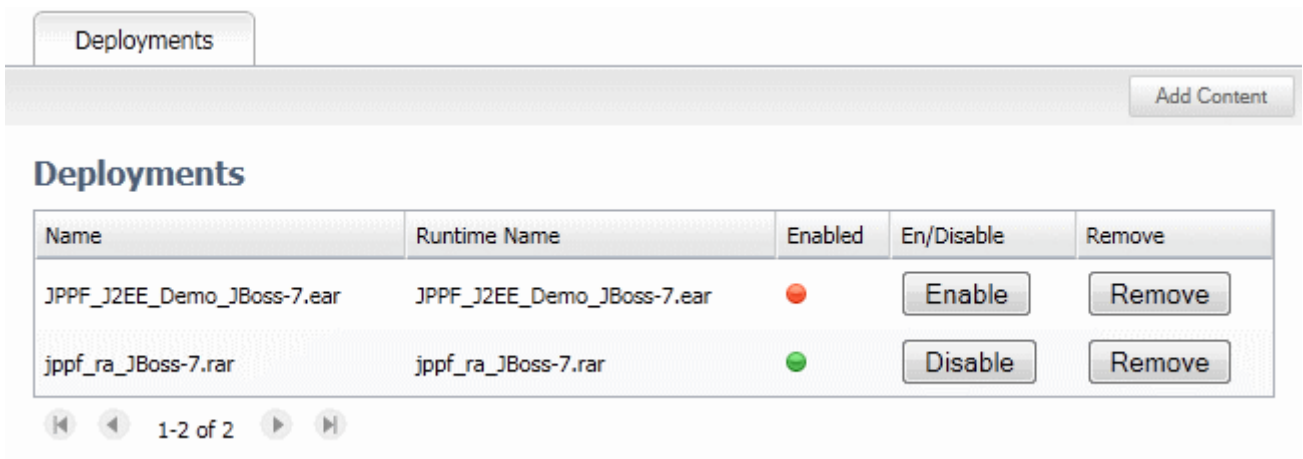 Deployments
Add Content
Deployments
Name Runtime Name Enabled En/Disable Remove
JPPF_J2EE_Demo_JBoss-7.ear JPPF_J2EE_Demo_JBoss-7.ear Enable Remove
jppf_ra_JBoss-7.rar jppf_ra_JBoss-7.rar Disable Remove
1-2 of 2